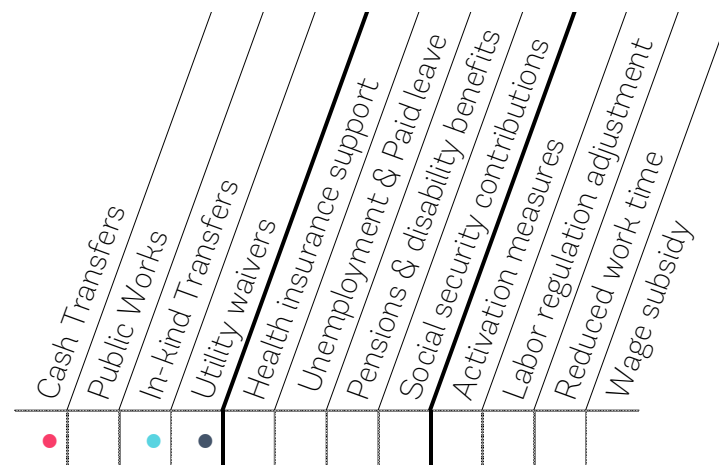 Cash Transfers
Public Works
In-kind Transfers
Utility waivers
Health insurance support
Unemployment & Paid leave
Pensions & disability benefits
Social security contributions
Activation measures
Labor regulation adjustment
Reduced work time
Wage subsidy